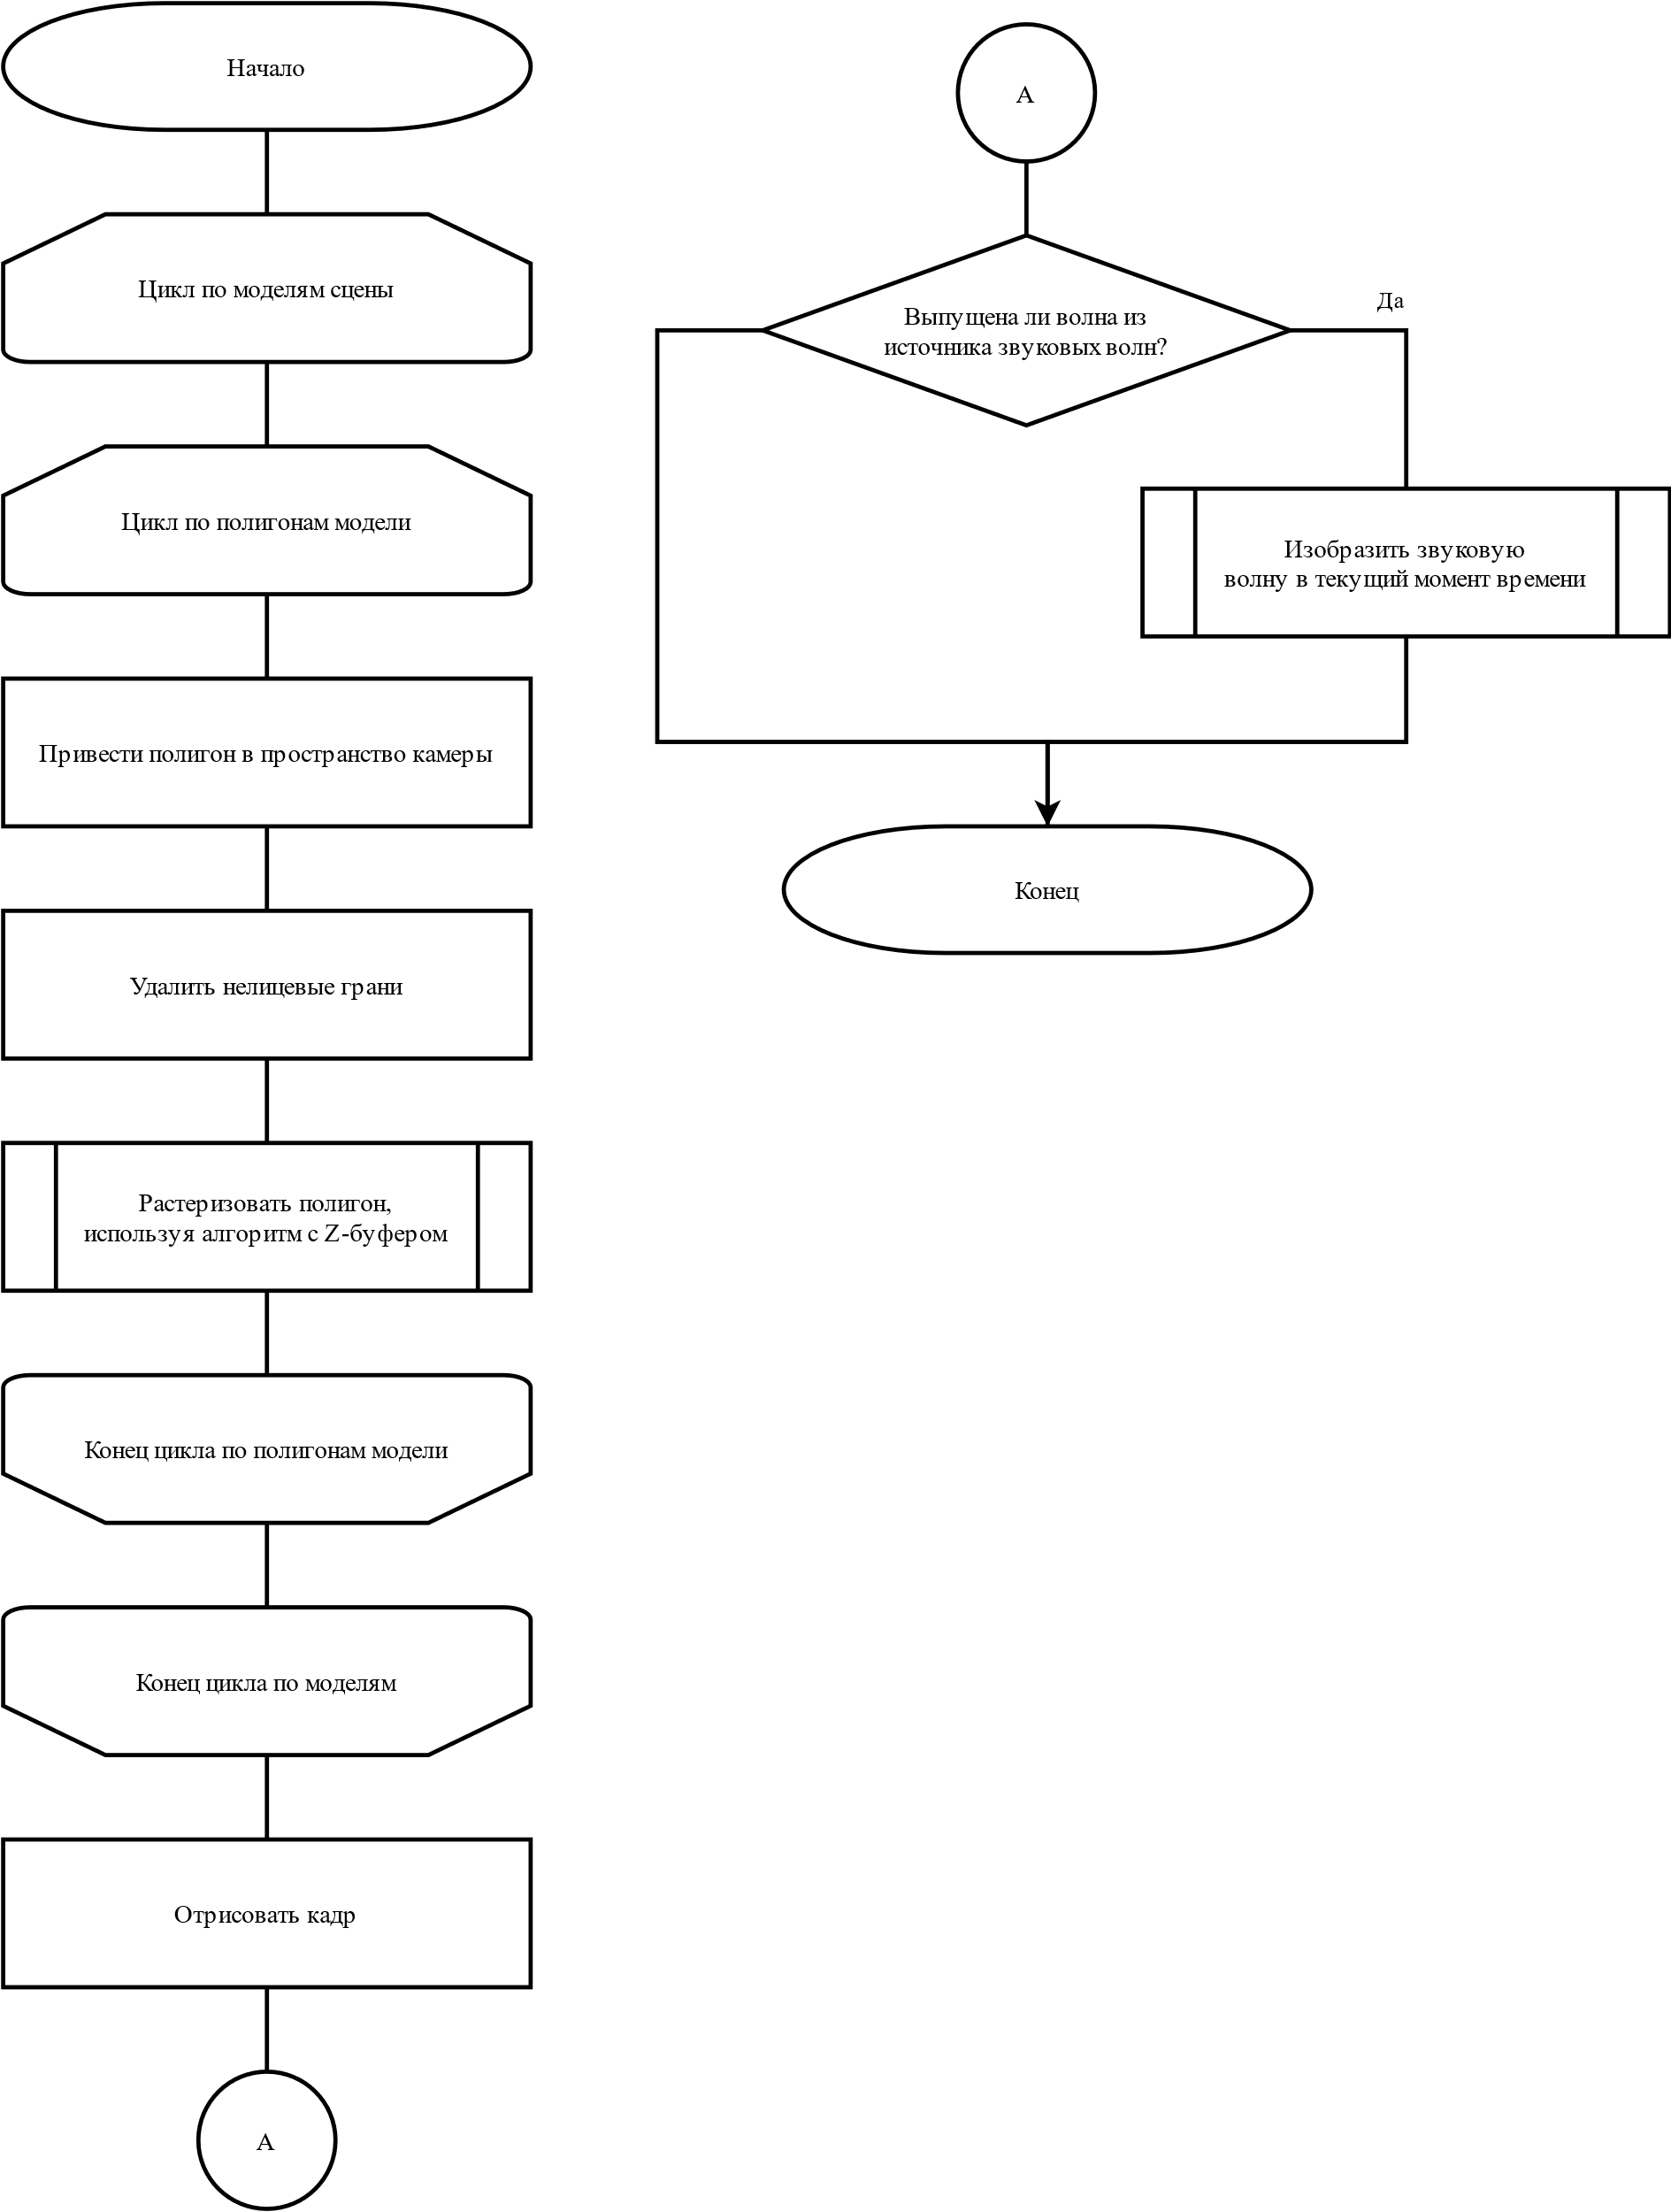 Начало
Цикл по моделям сцены
Цикл по полигонам модели
Привести полигон в пространство камеры
Удалить нелицевые грани
Растеризовать полигон,
используя алгоритм с Z-буфером
Конец цикла по полигонам модели
Конец цикла по моделям
Отрисовать кадр
А
А
Выпущена ли волна из
источника звуковых волн?
Да
Изобразить звуковую
волну в текущий момент времени
Конец